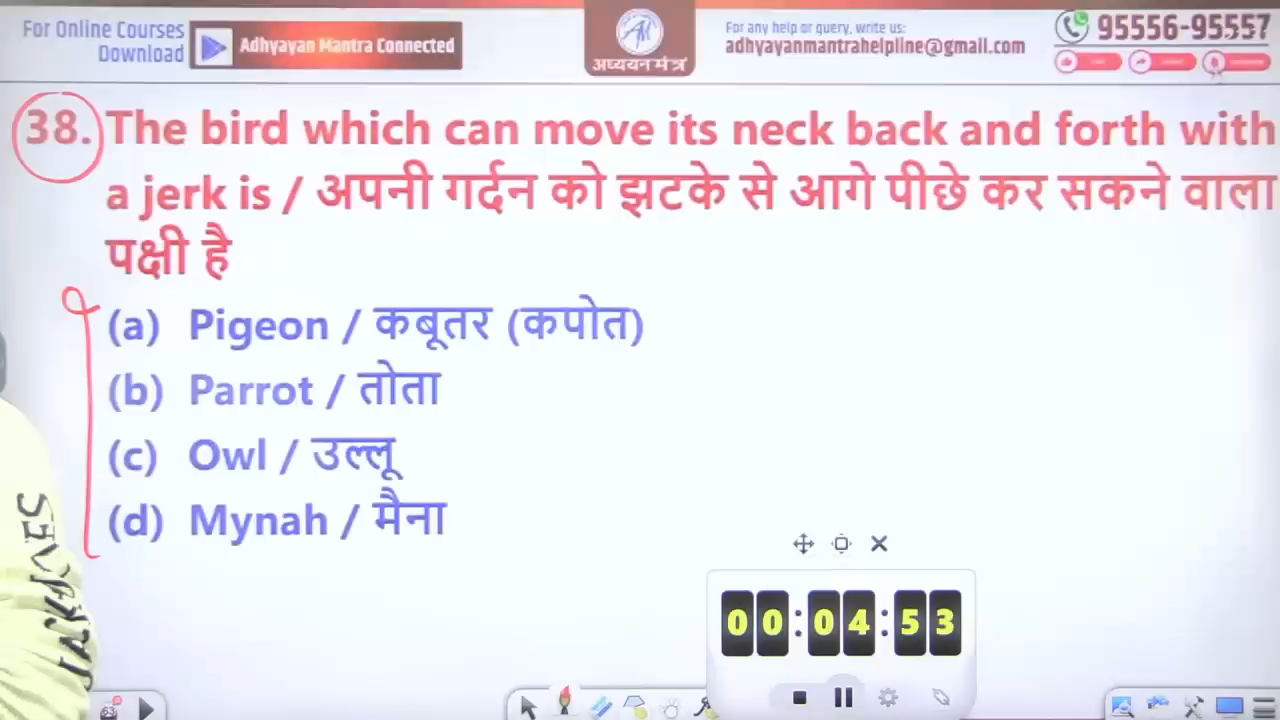 For Online Courses
Download
Adhyayan Mantra Connected
अध्ययन मंत्र
For any help or query, write us:
adhyayanmantrahelpline@gmail.com
95556-95557
38. The bird which can move its neck back and forth with
a jerk is / अपनी गर्दन को झटके से आगे पीछे कर सकने वाला
पक्षी है
(a) Pigeon / कबूतर (कपोत)
(b) Parrot / तोता
(c) Owl / उल्लू
(d) Mynah / मैना
00:04:53